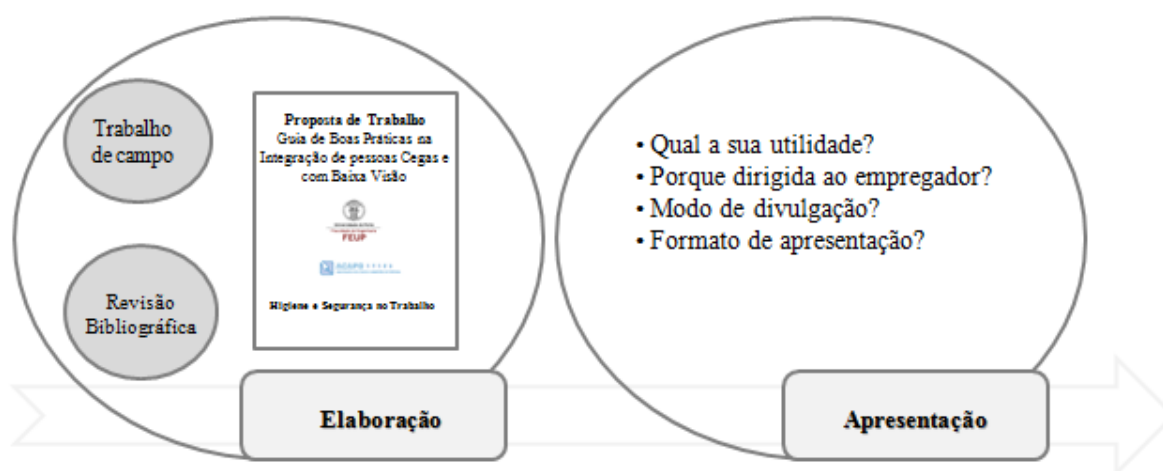 Trabalho
de campo
Revisão
Bibliográfica
Proposta de Trabalho
Guia de Boas Práticas na
Integração de pessoas Cegas e
com Baixa Visão
FEUP
ACAPO
Higiene e Segurança no Trabalho
Elaboração
• Qual a sua utilidade?
• Porque dirigida ao empregador?
• Modo de divulgação?
• Formato de apresentação?
Apresentação